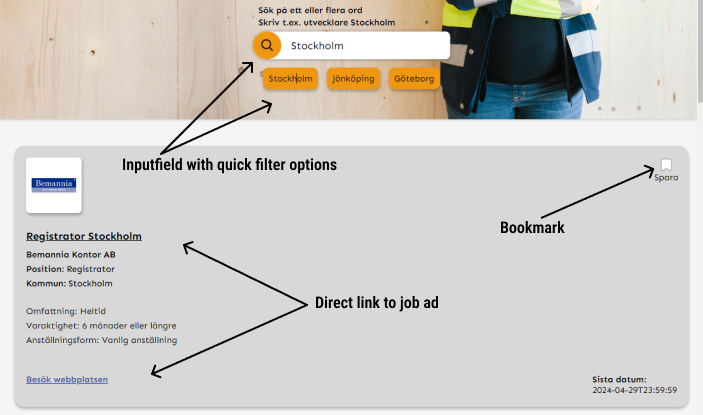 Sök på ett eller flera ord
Skriv t.ex. utvecklare Stockholm
Stockholm
Stockholm Jönköping Göteborg
Inputfield with quick filter options
Bemannia
Spara
Bookmark
Registrator Stockholm
Bemannia Kontor AB
Position: Registrator
Kommun: Stockholm
Direct link to job ad
Omfattning: Heltid
Varaktighet: 6 månader eller längre
Anställningsform: Vanlig anställning
Besök webbplatsen
Sista datum:
2024-04-29T23:59:59